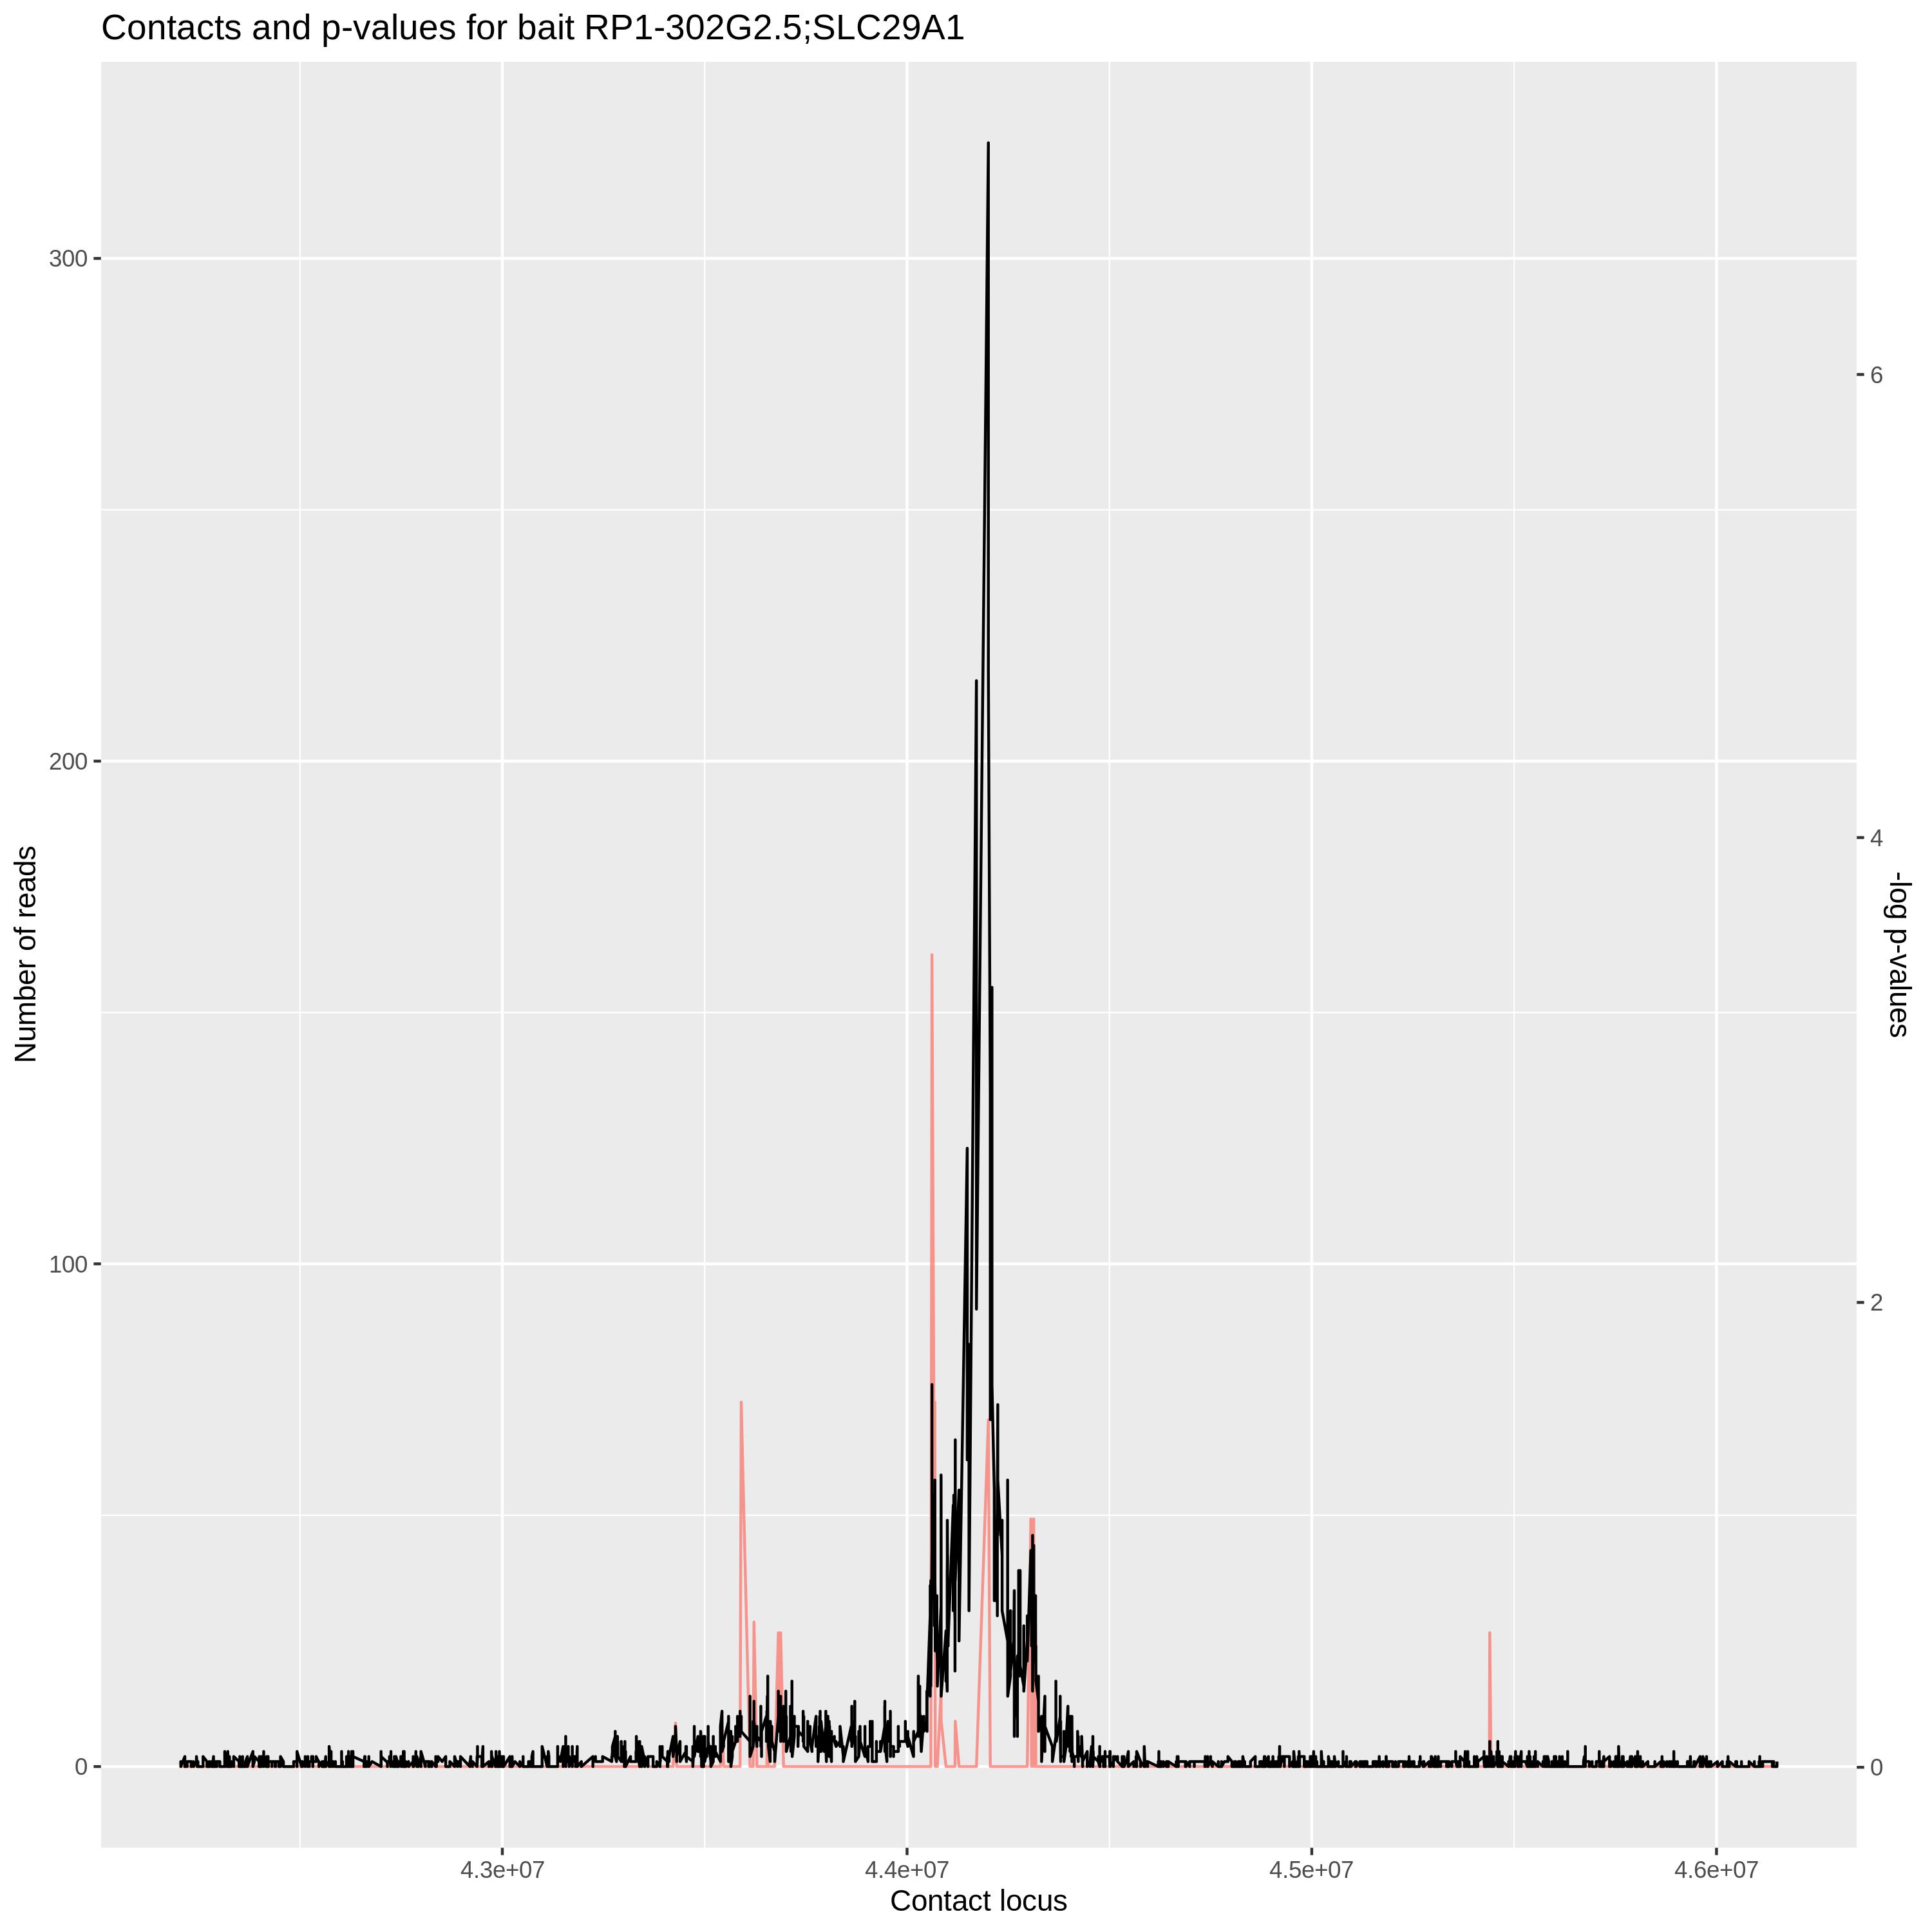 Contacts and p-values for bait RP1-302G2.5;SLC29A1
300
200
100
0
Number of reads
6
4
2
0
-log p-values
4.3e+07
4.4e+07
4.5e+07
4.6e+07
Contact locus